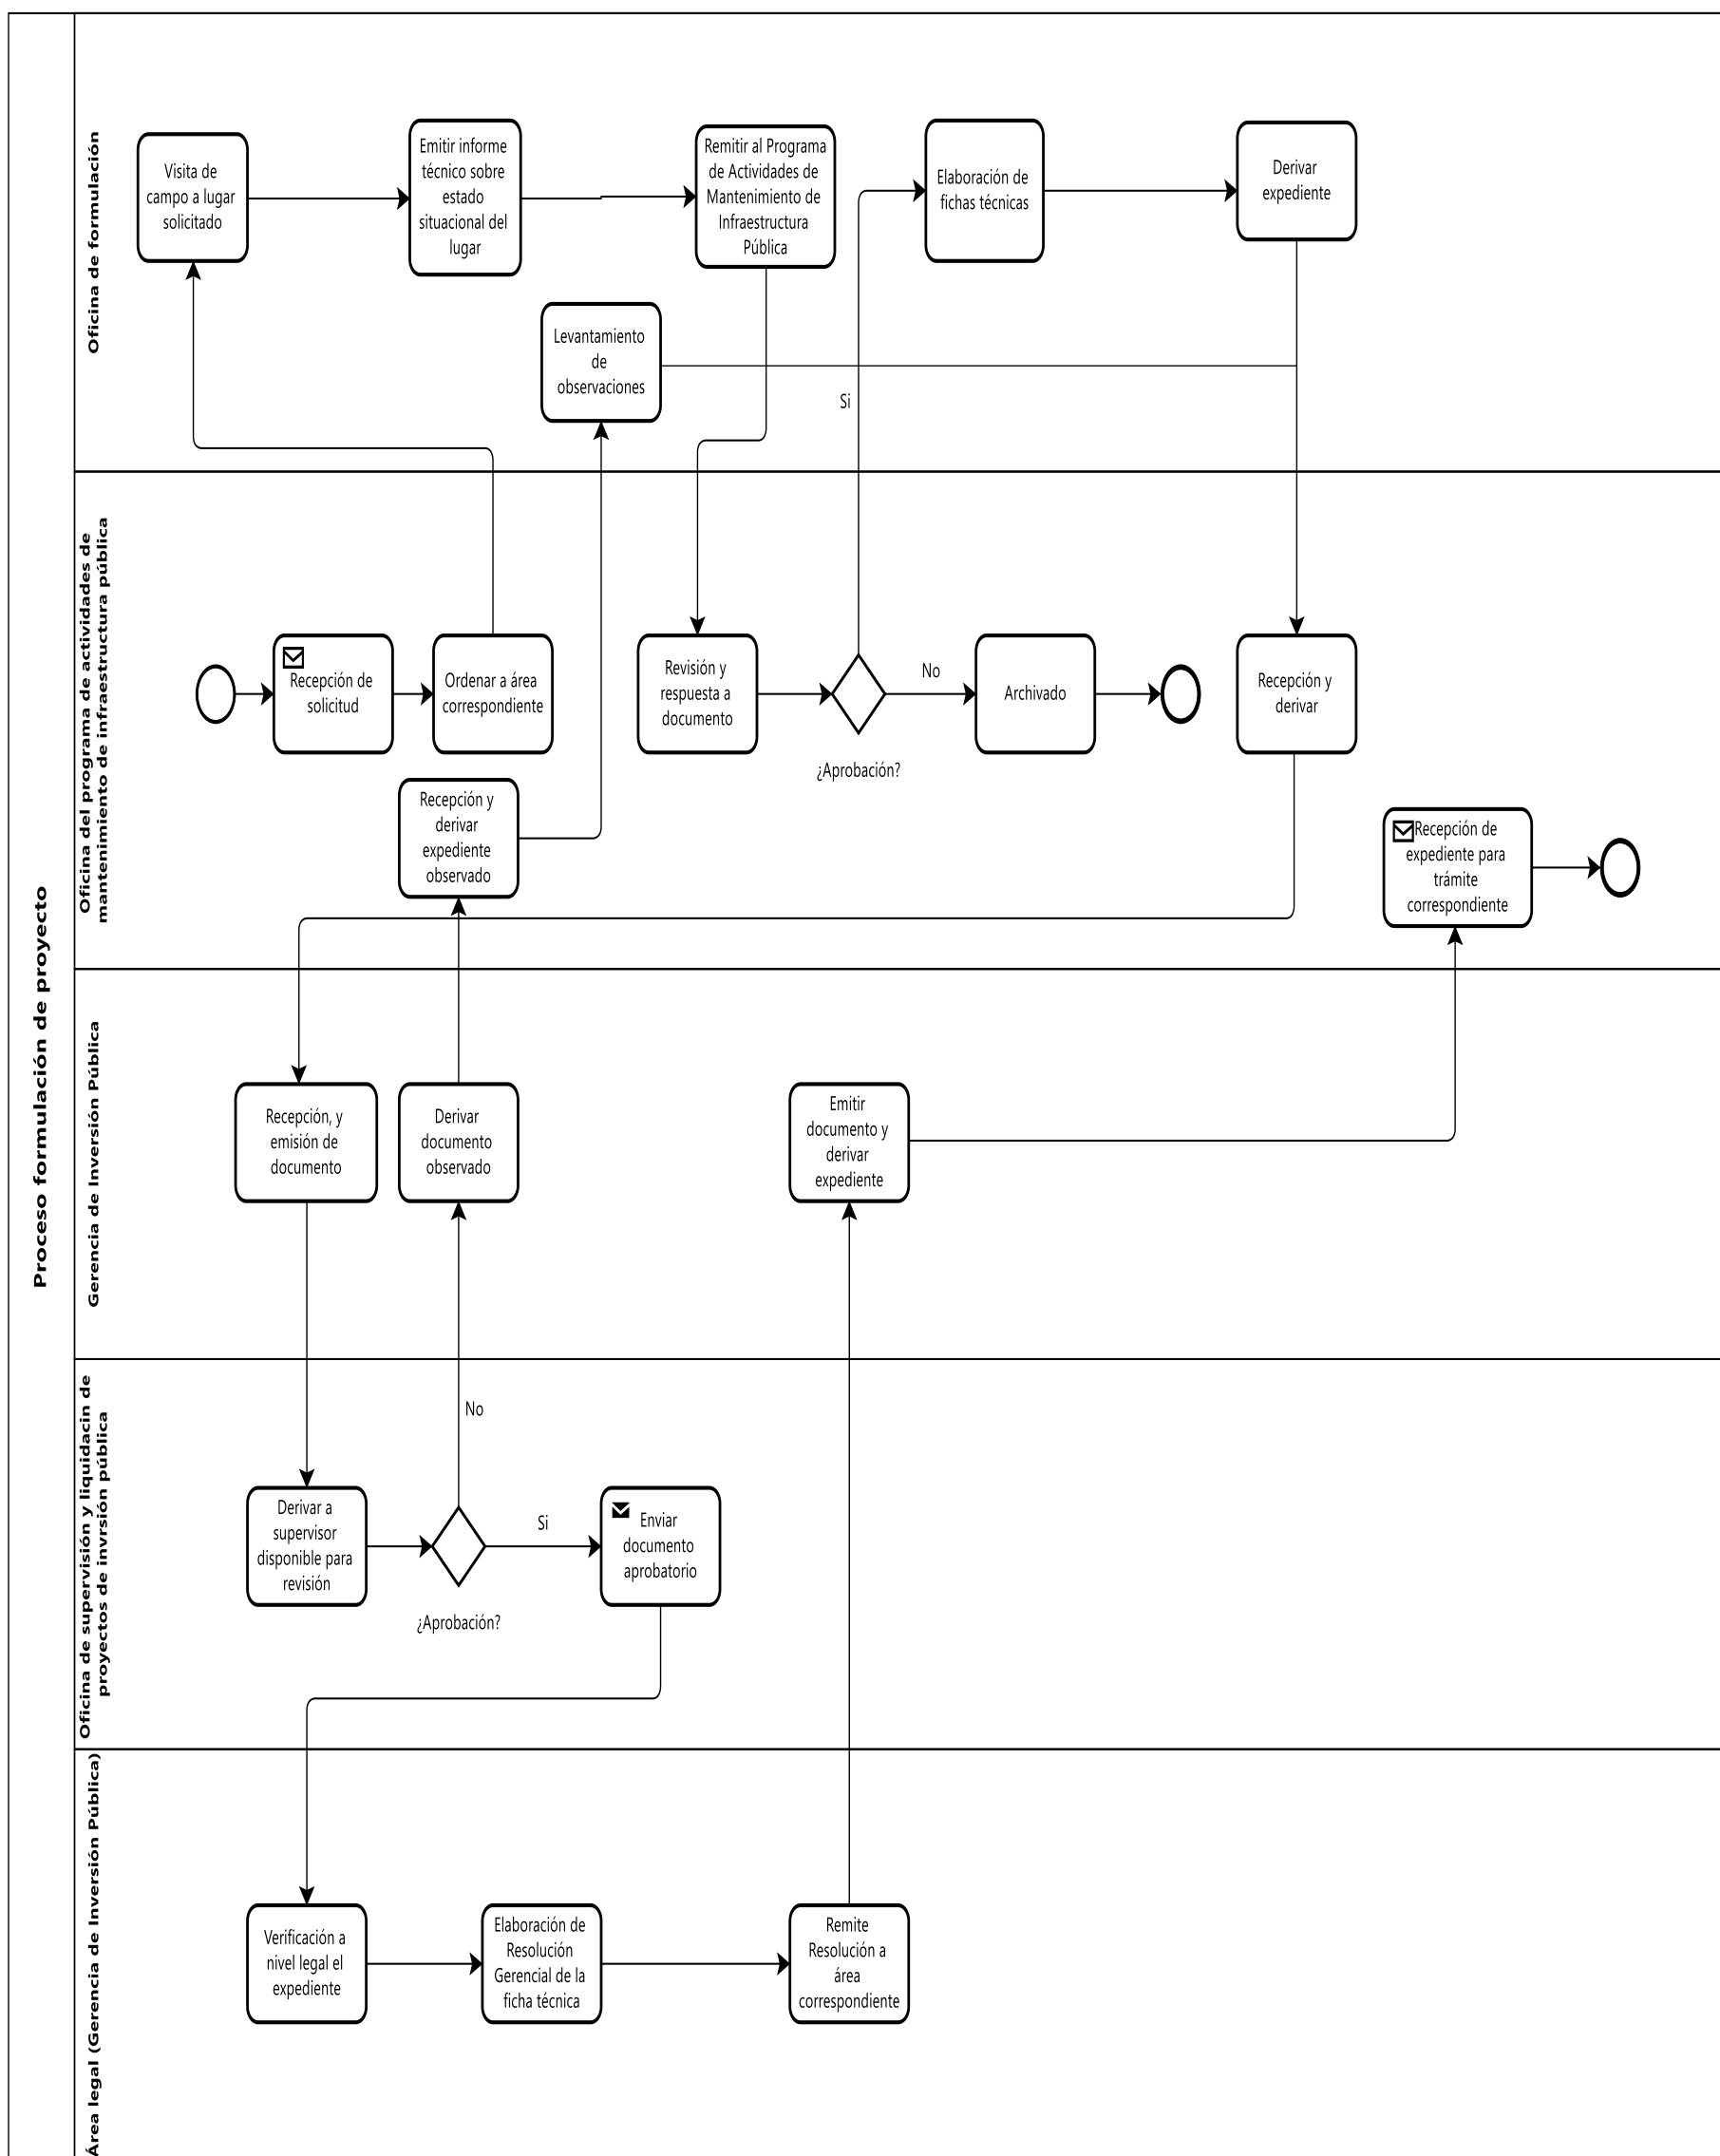 Proceso formulación de proyecto
Oficina de formulación
Visita de
campo a lugar
solicitado
Emitir informe
técnico sobre
estado
situacional del
lugar
Remitir al Programa
de Actividades de
Mantenimiento de
Infraestructura
Pública
Elaboración de
fichas técnicas
Derivar
expediente
Levantamiento
de
observaciones
Si
Oficina del programa de actividades de
mantenimiento de infraestructura pública
Recepción de
solicitud
Ordenar a área
correspondiente
Revisión y
respuesta a
documento
¿Aprobación?
No
Archivado
Recepción y
derivar
Recepción y
derivar
expediente
observado
Recepción de
expediente para
trámite
correspondiente
Gerencia de Inversión Pública
Recepción, y
emisión de
documento
Derivar
documento
observado
Emitir
documento y
derivar
expediente
Oficina de supervisión y liquidacin de
proyectos de invrsión pública
No
Derivar a
supervisor
disponible para
revisión
¿Aprobación?
Si
Enviar
documento
aprobatorio
Área legal (Gerencia de Inversión Pública)
Verificación a
nivel legal el
expediente
Elaboración de
Resolución
Gerencial de la
ficha técnica
Remite
Resolución a
área
correspondiente